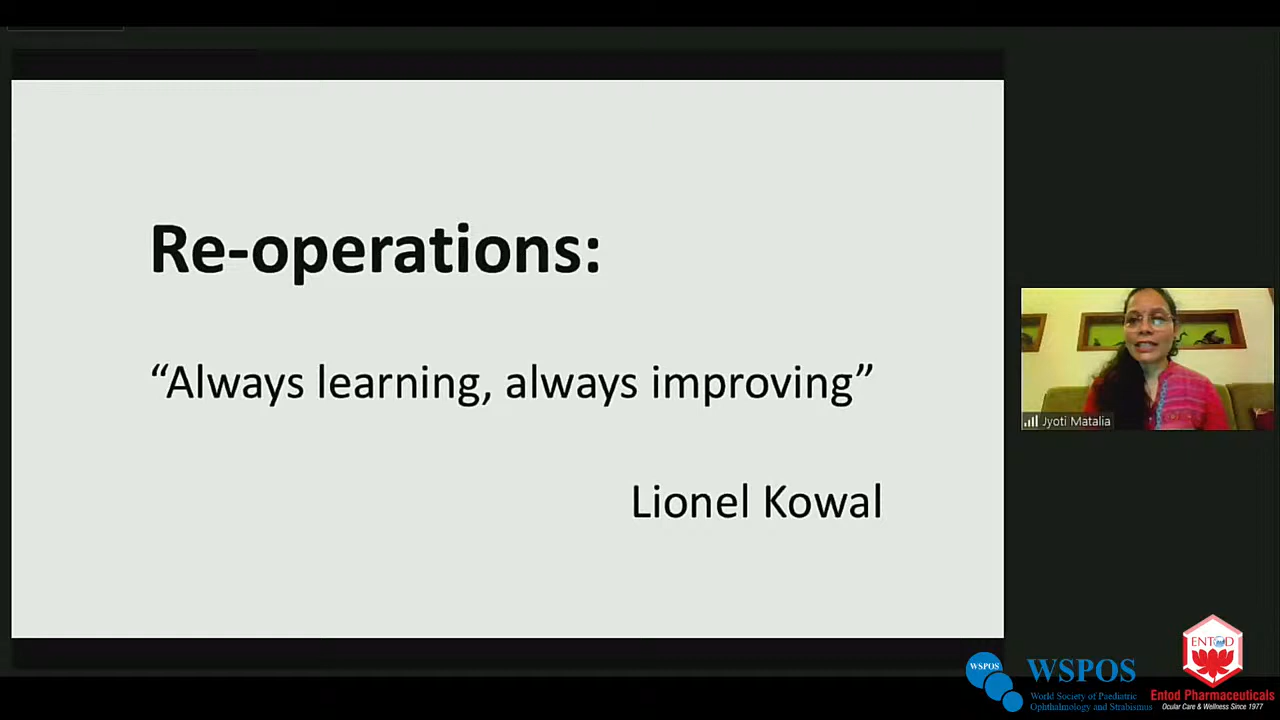 Re-operations:
“Always learning, always improving”
Lionel Kowal
Jyoti Matalia
WSPOS
WSPOS
World Society of Paediatric
Ophthalmology and Strabismus
ENTOD
Entod Pharmaceuticals
Ocular Care & Wellness Since 1977